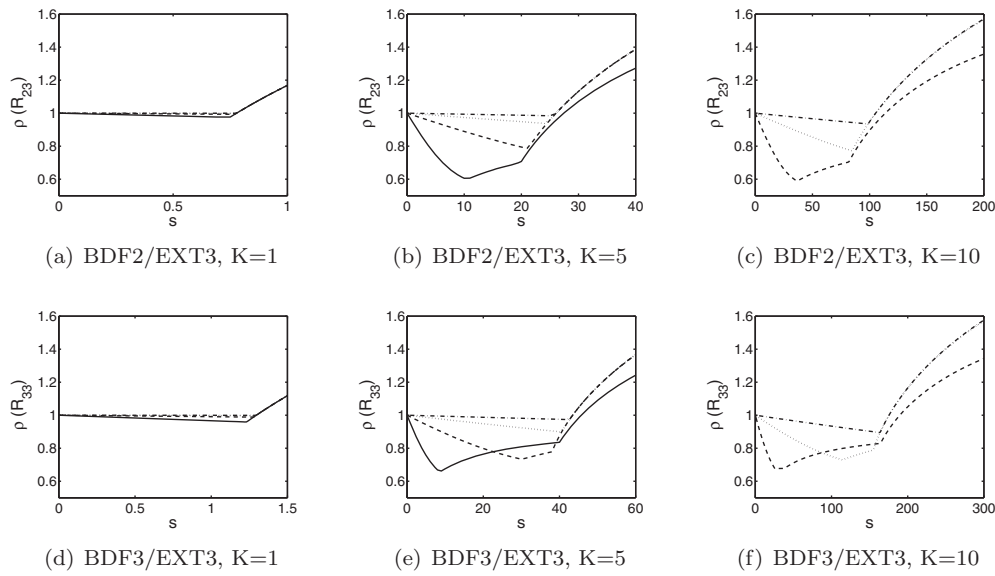 1.6
1.4
1.2
1
0.8
0.6
ρ (R23)
0 0.5 1
s
(a) BDF2/EXT3, K=1
1.6
1.4
1.2
1
0.8
0.6
ρ (R23)
0 10 20 30 40
s
(b) BDF2/EXT3, K=5
1.6
1.4
1.2
1
0.8
0.6
ρ (R23)
0 50 100 150 200
s
(c) BDF2/EXT3, K=10
1.6
1.4
1.2
1
0.8
0.6
ρ (R33)
0 0.5 1 1.5
s
(d) BDF3/EXT3, K=1
1.6
1.4
1.2
1
0.8
0.6
ρ (R33)
0 20 40 60
s
(e) BDF3/EXT3, K=5
1.6
1.4
1.2
1
0.8
0.6
ρ (R33)
0 100 200 300
s
(f) BDF3/EXT3, K=10